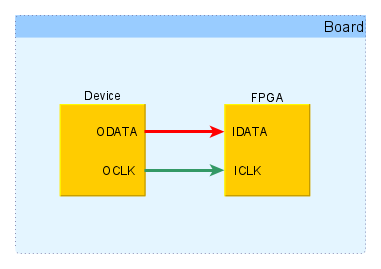 Board
Device
FPGA
ODATA
IDATA
OCLK
ICLK